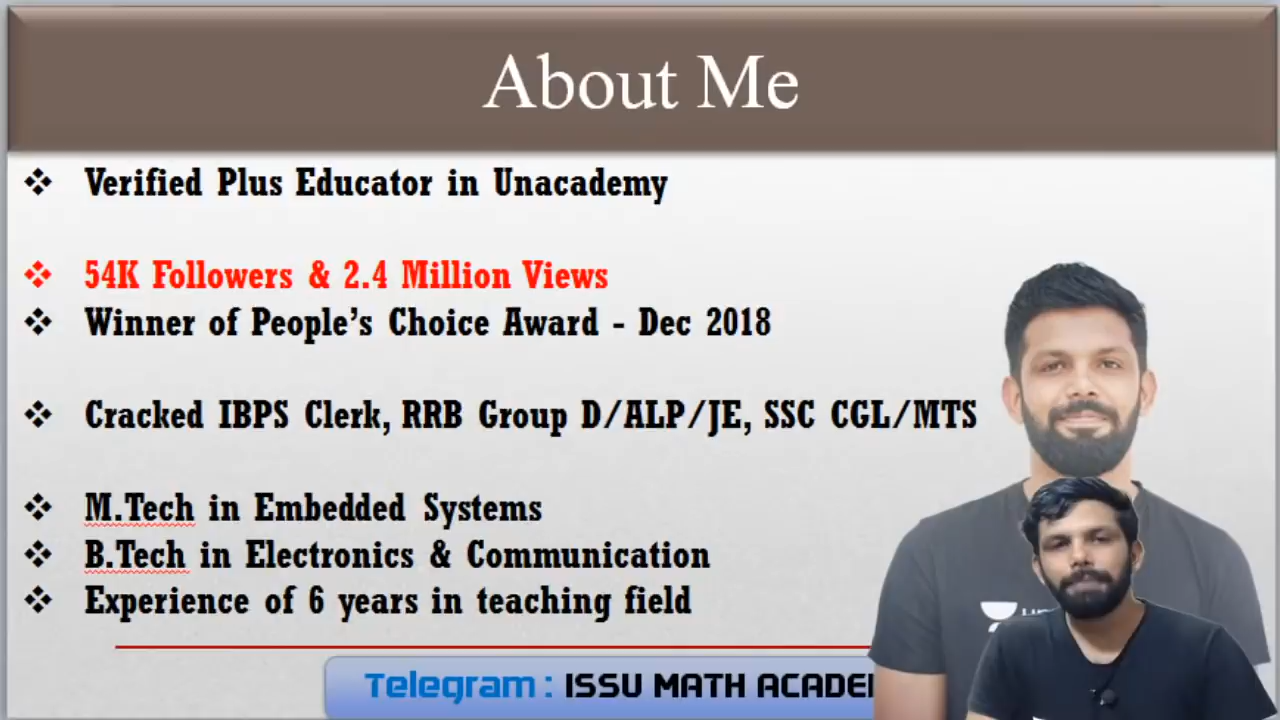 About Me
Verified Plus Educator in Unacademy
54K Followers & 2.4 Million Views
Winner of People’s Choice Award - Dec 2018
Cracked IBPS Clerk, RRB Group D/ALP/JE, SSC CGL/MTS
M.Tech in Embedded Systems
B.Tech in Electronics & Communication
Experience of 6 years in teaching field
Telegram : ISSU MATH